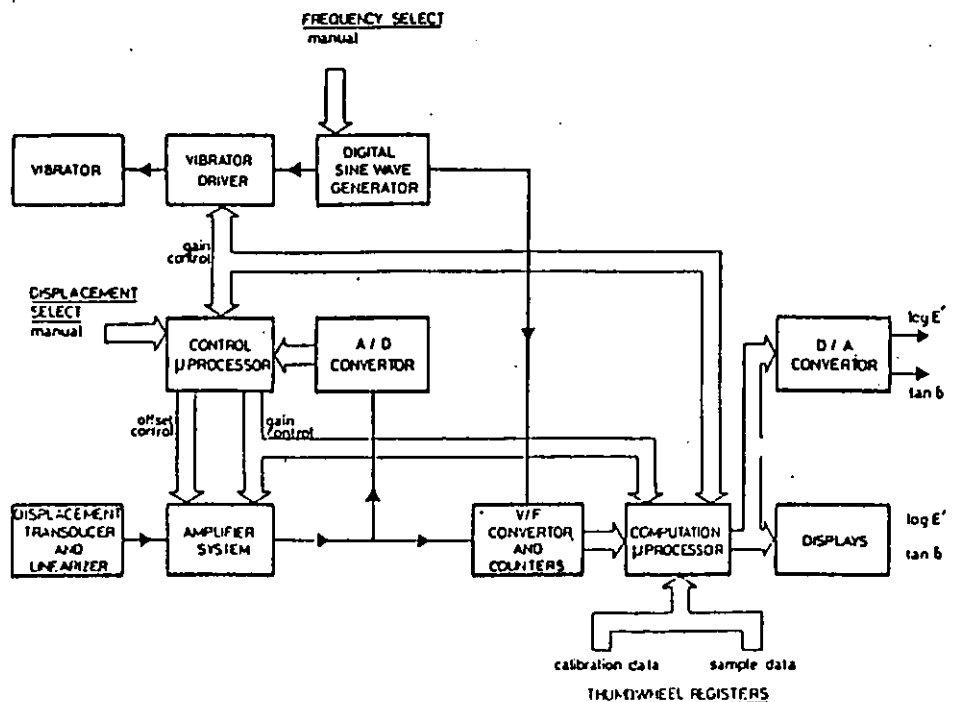 FREQUENCY SELECT
manual
VIBRATOR
VIBRATOR
DRIVER
DIGITAL
SINE WAVE
GENERATOR
gain
control
DISPLACEMENT
SELECT
manual
CONTROL
µPROCESSOR
A / D
CONVERTOR
D / A
CONVERTOR
log E'
tan δ
offset
control
gain
control
DISPLACEMENT
TRANSDUCER
AND
LINEARIZER
AMPLIFIER
SYSTEM
V/F
CONVERTOR
AND
COUNTERS
COMPUTATION
µPROCESSOR
DISPLAYS
log E'
tan δ
calibration data
sample data
THUMBWHEEL REGISTERS